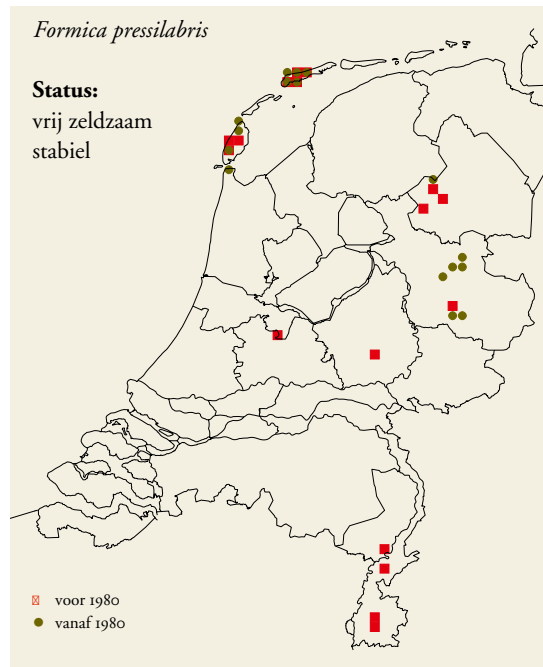 Formica pressilabris
Status:
vrij zeldzaam
stabiel
voor 1980
vanaf 1980